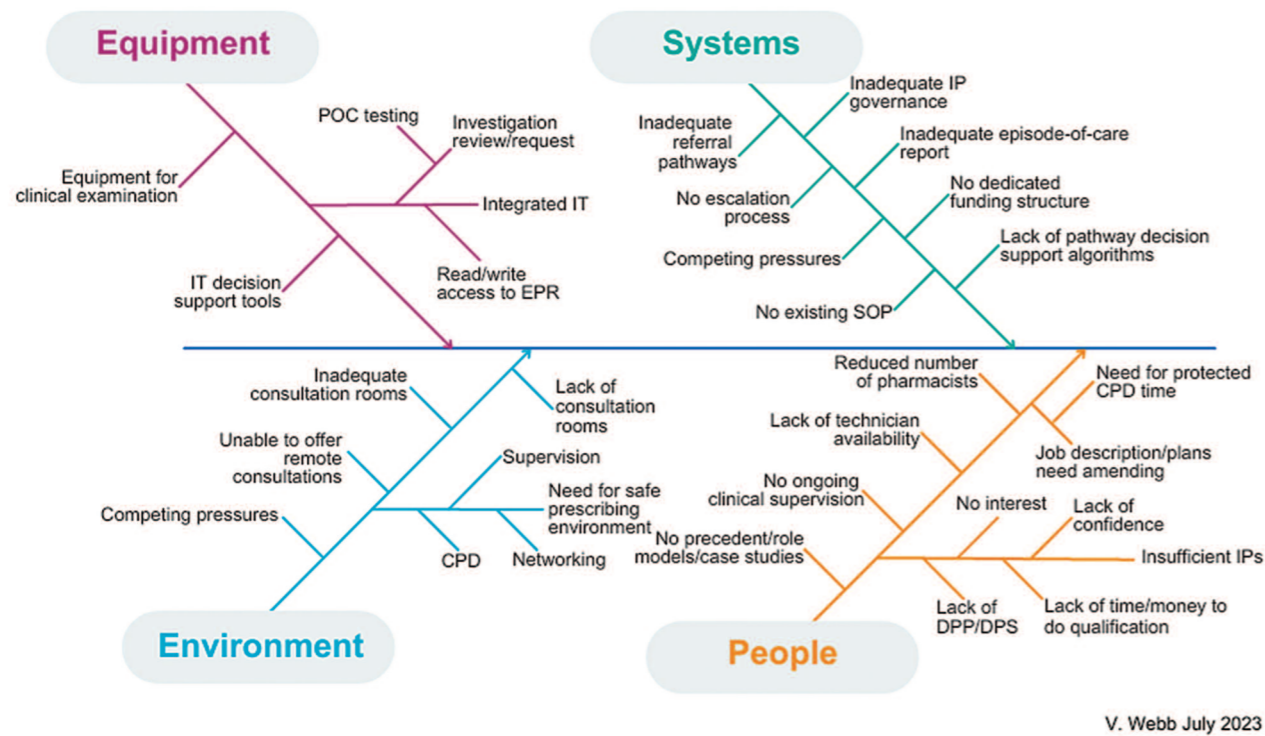 Equipment
Systems
POC testing
Investigation
review/request
Equipment for
clinical examination
Integrated IT
IT decision
support tools
Read/write
access to EPR
Inadequate IP
governance
Inadequate
referral
pathways
Inadequate episode-of-care
report
No escalation
process
No dedicated
funding structure
Competing pressures
Lack of pathway decision
support algorithms
No existing SOP
Inadequate
consultation rooms
Lack of
consultation
rooms
Unable to offer
remote
consultations
Supervision
Competing pressures
Need for safe
prescribing
environment
CPD
Networking
Environment
Reduced number
of pharmacists
Need for protected
CPD time
Lack of technician
availability
Job description/plans
need amending
No ongoing
clinical supervision
No interest
Lack of
confidence
No precedent/role
models/case studies
Insufficient IPs
Lack of
DPP/DPS
Lack of time/money to
do qualification
People
V. Webb July 2023